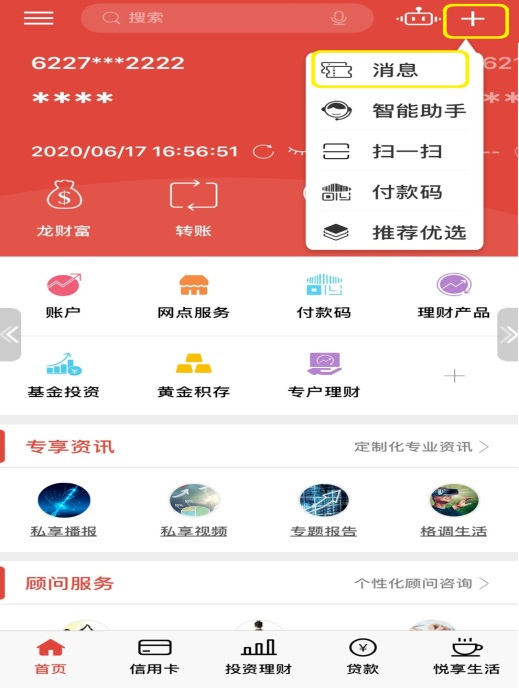 搜索
6227***2222
62
****
**
2020/06/17 16:56:51
消息
智能助手
扫一扫
付款码
推荐优选
龙财富
转账
账户
网点服务
付款码
理财产品
基金投资
黄金积存
专户理财
专享资讯
定制化专业资讯
私享播报
私享视频
专题报告
格调生活
顾问服务
个性化顾问咨询
首页
信用卡
投资理财
贷款
悦享生活